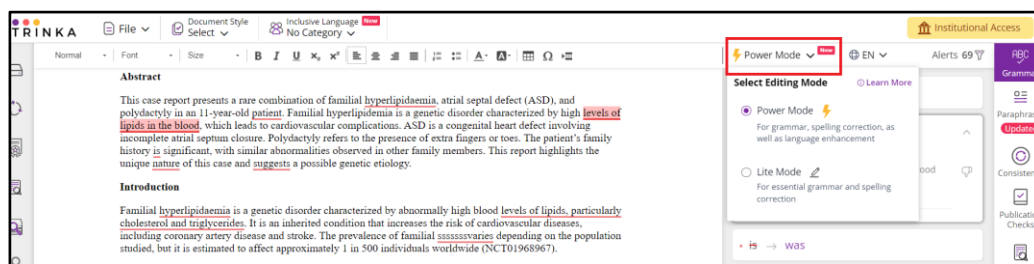 TRINKA
File
Document Style
Select
Inclusive Language New
No Category
Institutional Access
Normal Font Size B I U x₂ x² A A Ω
Power Mode New
EN
Alerts 69
ABC
Grammar
Abstract
This case report presents a rare combination of familial hyperlipidaemia, atrial septal defect (ASD), and
polydactyly in an 11-year-old patient. Familial hyperlipidaemia is a genetic disorder characterized by high levels of
lipids in the blood, which leads to cardiovascular complications. ASD is a congenital heart defect involving
incomplete atrial septum closure. Polydactyly refers to the presence of extra fingers or toes. The patient's family
history is significant, with similar abnormalities observed in other family members. This report highlights the
unique nature of this case and suggests a possible genetic etiology.
Introduction
Familial hyperlipidaemia is a genetic disorder characterized by abnormally high blood levels of lipids, particularly
cholesterol and triglycerides. It is an inherited condition that increases the risk of cardiovascular diseases,
including coronary artery disease and stroke. The prevalence of familial sssssssvaries depending on the population
studied, but it is estimated to affect approximately 1 in 500 individuals worldwide (NCT01968967).
Select Editing Mode
Learn More
Power Mode
For grammar, spelling correction, as
well as language enhancement
Lite Mode
For essential grammar and spelling
correction
ood
is → was
Paraphras
Update
Consisten
Publicatio
Checks